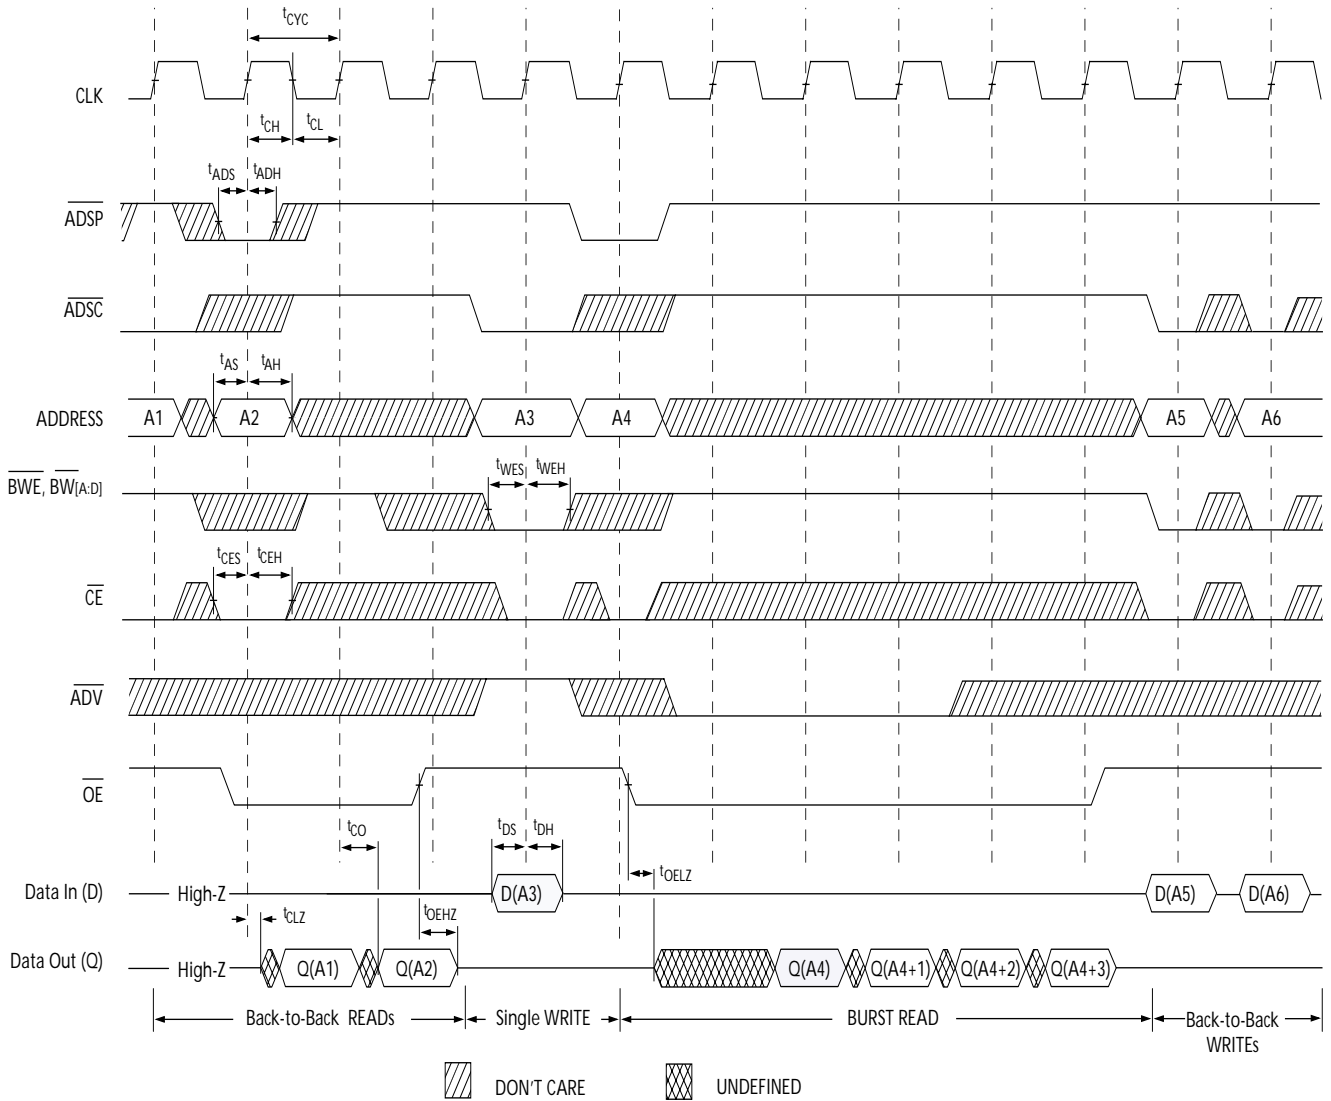 tCYC
CLK
tCH
tCL
tADS
tADH
ADSP
ADSC
tAS
tAH
ADDRESS
A1
A2
A3
A4
A5
A6
BWE, BW[A:D]
tWES
tWEH
tCES
tCEH
CE
ADV
OE
tCO
tDS
tDH
tOELZ
Data In (D)
High-Z
D(A3)
D(A5)
D(A6)
tCLZ
tOEHZ
Data Out (Q)
High-Z
Q(A1)
Q(A2)
Q(A4)
Q(A4+1)
Q(A4+2)
Q(A4+3)
Back-to-Back READs
Single WRITE
BURST READ
Back-to-Back
WRITEs
DON'T CARE
UNDEFINED